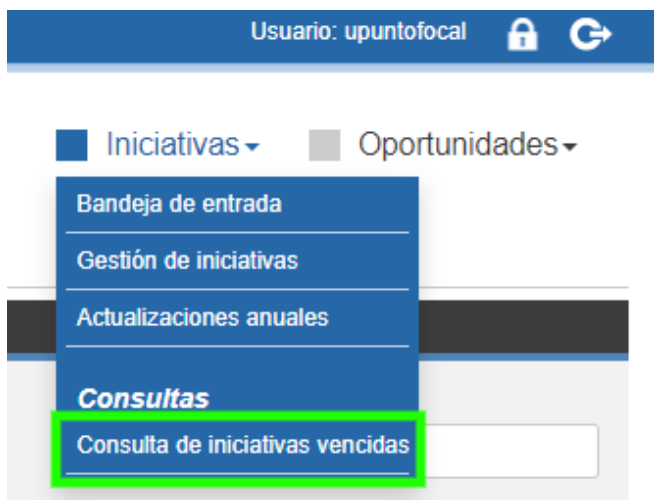 Usuario: upuntofocal
Iniciativas Oportunidades
Bandeja de entrada
Gestión de iniciativas
Actualizaciones anuales
Consultas
Consulta de iniciativas vencidas